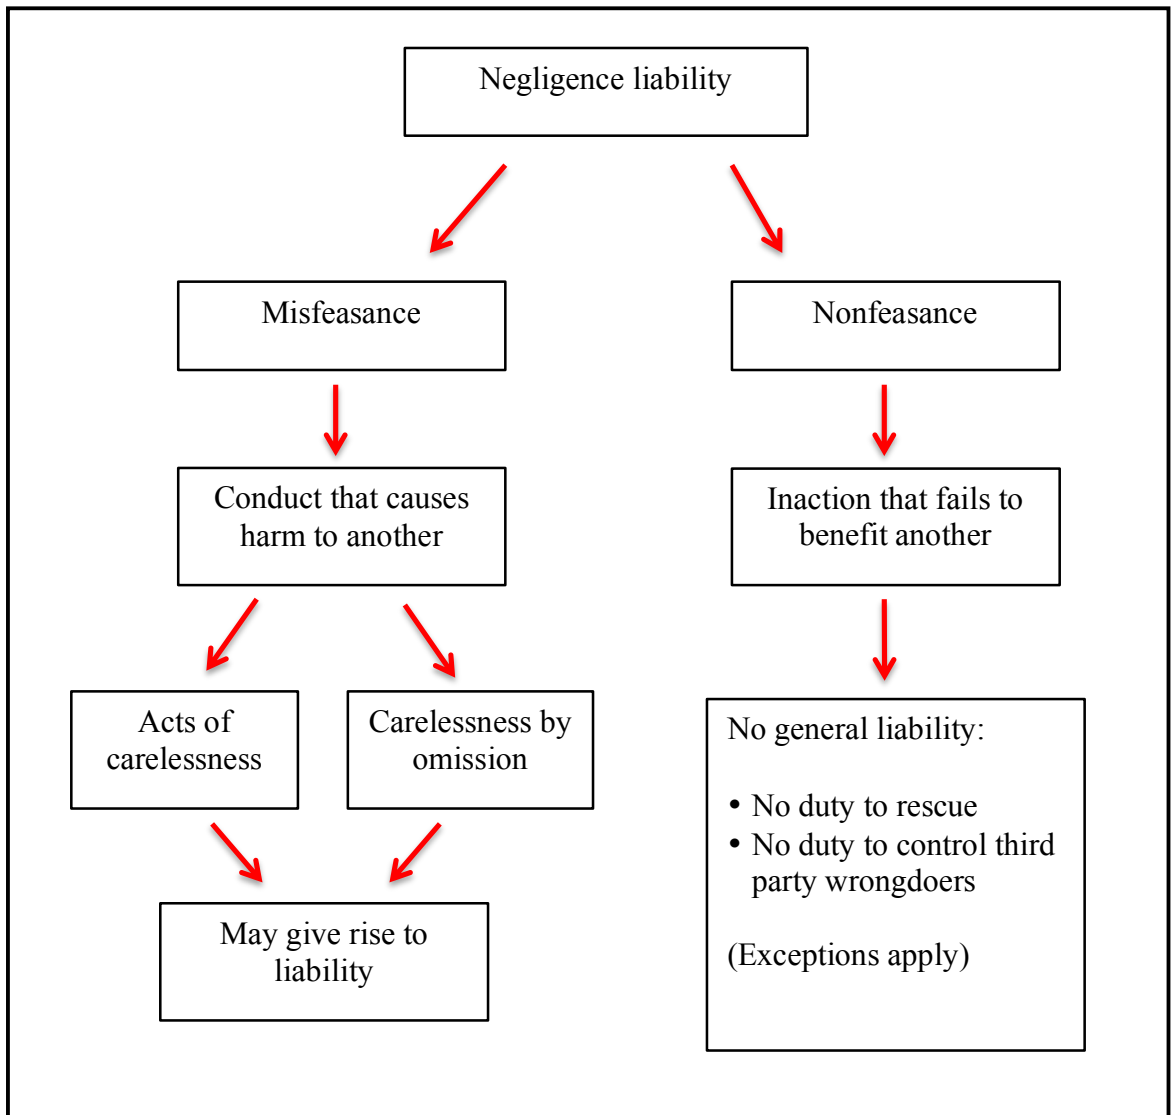 Negligence liability
Misfeasance
Nonfeasance
Conduct that causes
harm to another
Inaction that fails to
benefit another
Acts of
carelessness
Carelessness by
omission
No general liability:
• No duty to rescue
• No duty to control third
party wrongdoers
(Exceptions apply)
May give rise to
liability